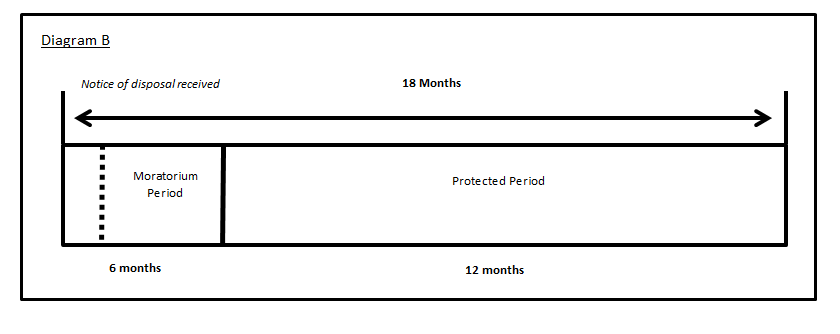 Diagram B
Notice of disposal received
18 Months
Moratorium
Period
Protected Period
6 months
12 months